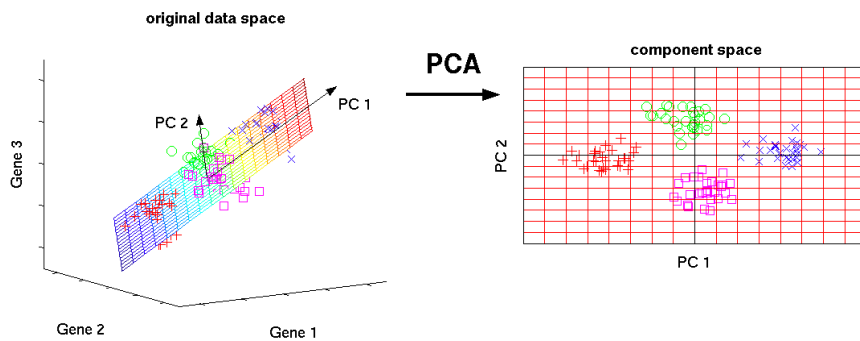 original data space
PCA
component space
PC 1
PC 2
Gene 3
Gene 2
Gene 1
PC 2
PC 1